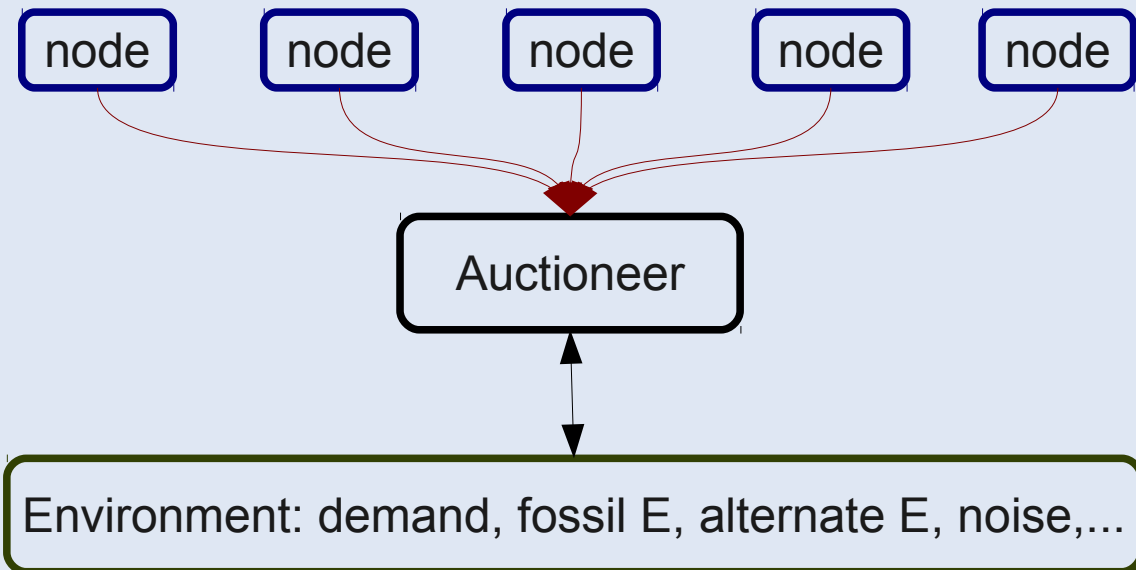 node
node
node
node
node
Auctioneer
Environment: demand, fossil E, alternate E, noise,...